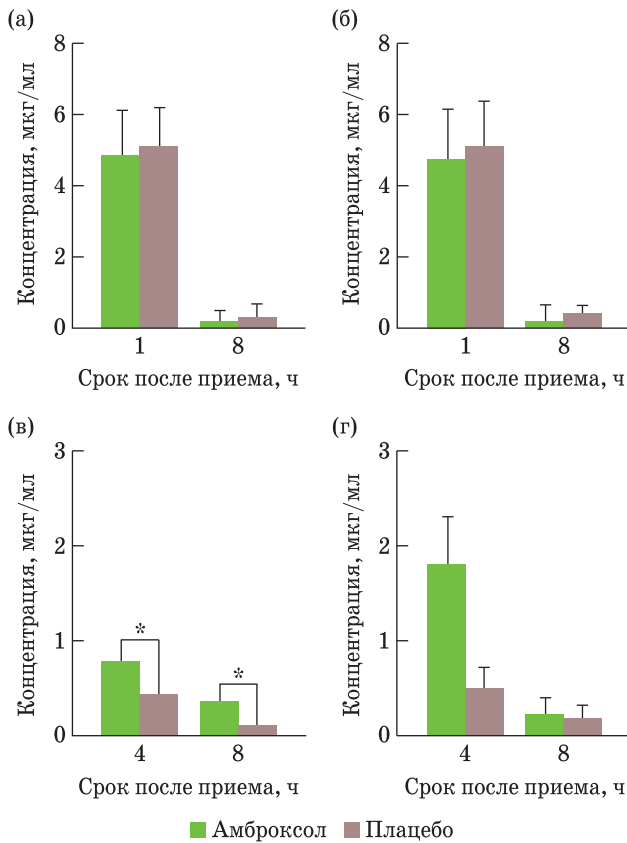 (а)
Концентрация, мкг/мл
8
6
4
2
0
1 8
Срок после приема, ч
(б)
Концентрация, мкг/мл
8
6
4
2
0
1 8
Срок после приема, ч
(в)
Концентрация, мкг/мл
3
2
1
0
*
*
4 8
Срок после приема, ч
(г)
Концентрация, мкг/мл
3
2
1
0
4 8
Срок после приема, ч
Амброксол Плацебо